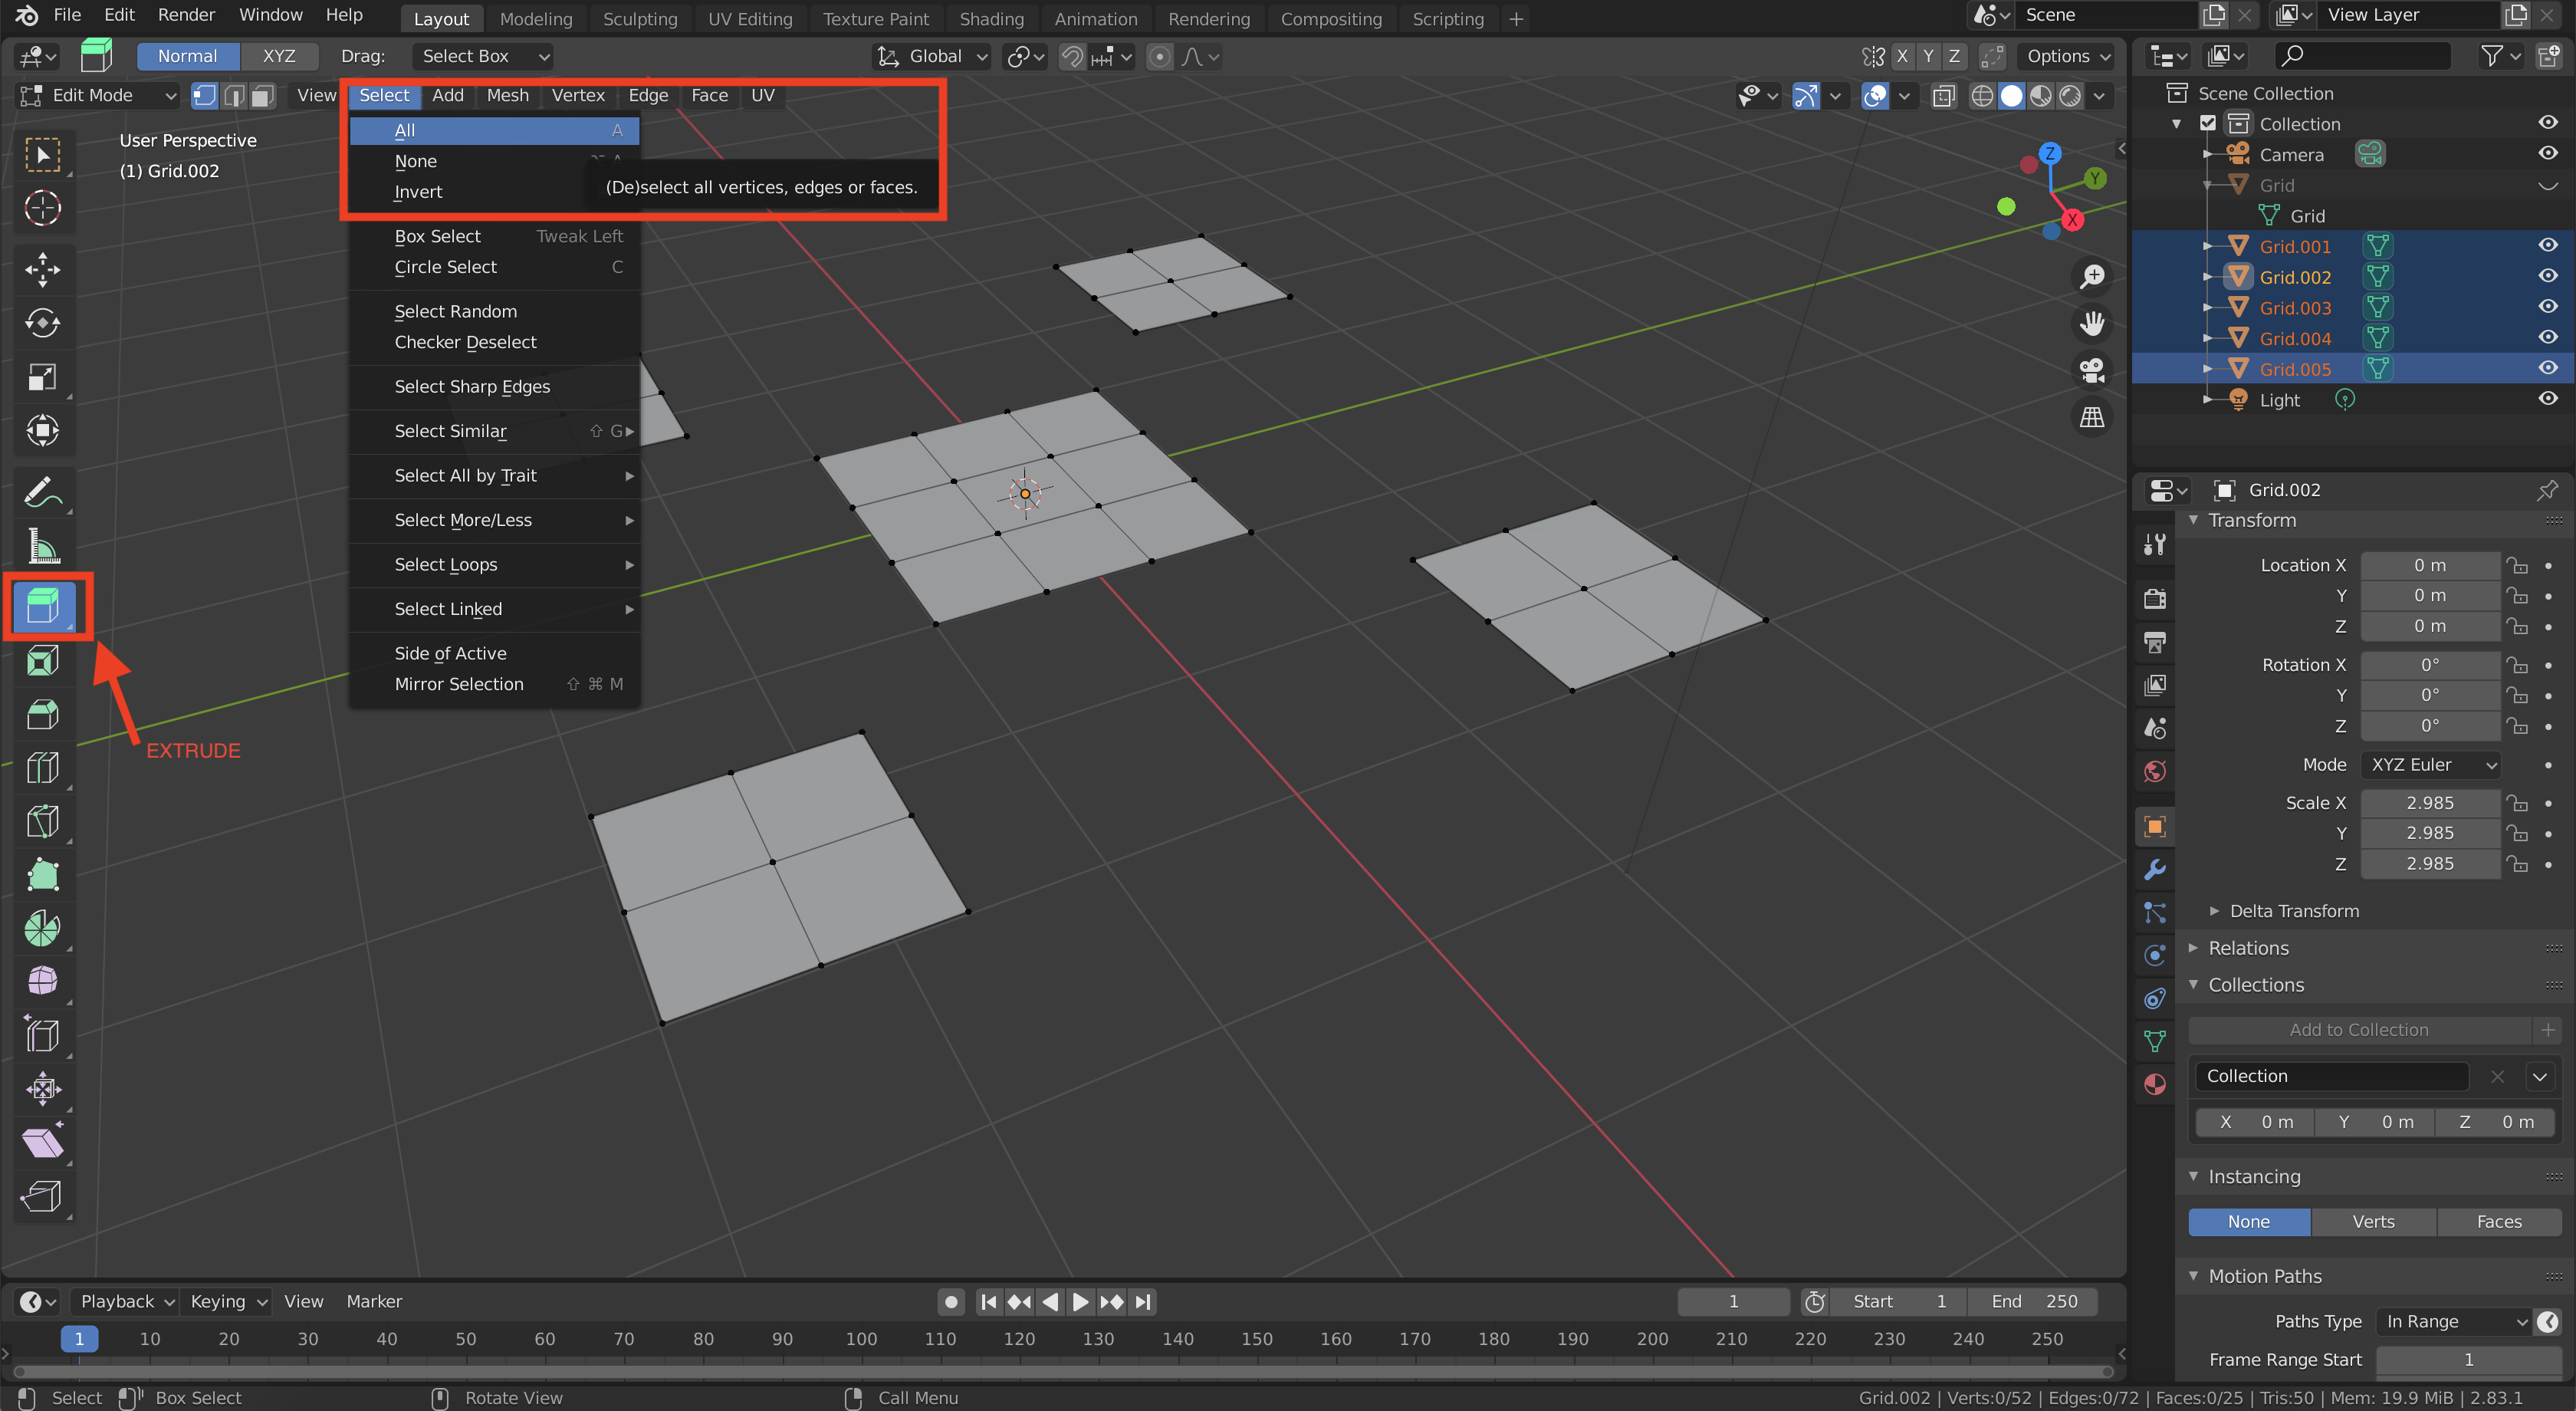 File Edit Render Window Help Layout Modeling Sculpting UV Editing Texture Paint Shading Animation Rendering Compositing Scripting + Scene View Layer
Normal XYZ Drag: Select Box Global X Y Z Options
Edit Mode View Select Add Mesh Vertex Edge Face UV
User Perspective
(1) Grid.002
All A
None
Invert
(De)select all vertices, edges or faces.
Box Select Tweak Left
Circle Select C
Select Random
Checker Deselect
Select Sharp Edges
Select Similar ⇧ G
Select All by Trait
Select More/Less
Select Loops
Select Linked
Side of Active
Mirror Selection ⇧ ⌘ M
EXTRUDE
Z
Y
X
Scene Collection
Collection
Camera
Grid
Grid
Grid.001
Grid.002
Grid.003
Grid.004
Grid.005
Light
Grid.002
Transform
Location X 0 m
Y 0 m
Z 0 m
Rotation X 0°
Y 0°
Z 0°
Mode XYZ Euler
Scale X 2.985
Y 2.985
Z 2.985
Delta Transform
Relations
Collections
Add to Collection +
Collection
X 0 m Y 0 m Z 0 m
Instancing
None Verts Faces
Motion Paths
Paths Type In Range
Frame Range Start 1
Playback Keying View Marker 1 Start 1 End 250
1 10 20 30 40 50 60 70 80 90 100 110 120 130 140 150 160 170 180 190 200 210 220 230 240 250
Select Box Select Rotate View Call Menu Grid.002 | Verts:0/52 | Edges:0/72 | Faces:0/25 | Tris:50 | Mem: 19.9 MiB | 2.83.1